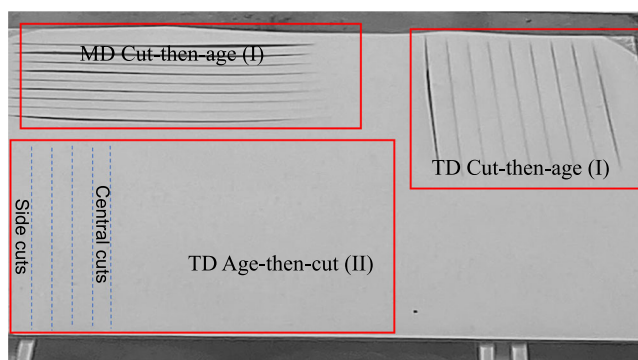 MD Cut-then-age (I)
TD Cut-then-age (I)
Side cuts
Central cuts
TD Age-then-cut (II)